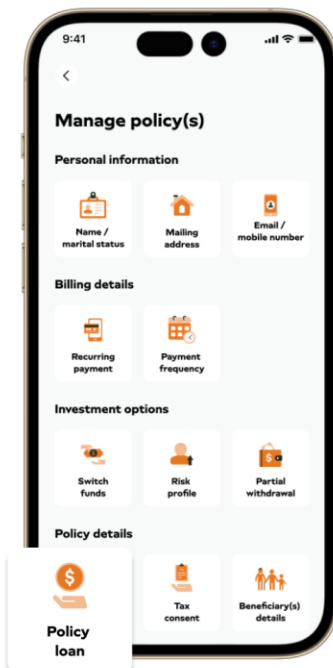 9:41
Manage policy(s)
Personal information
Name /
marital status
Mailing
address
Email /
mobile number
Billing details
Recurring
payment
Payment
frequency
Investment options
Switch
funds
Risk
profile
Partial
withdrawal
Policy details
Policy
loan
Tax
consent
Beneficiary(s)
details